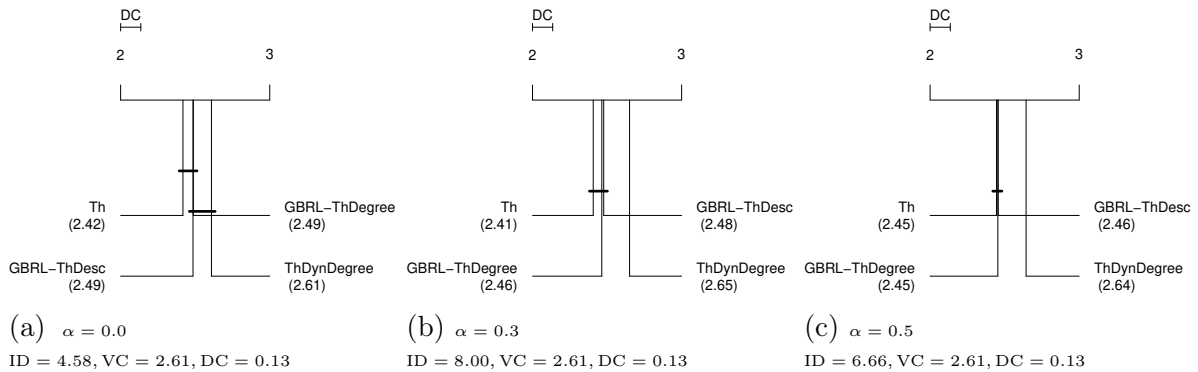 DC
2 3
Th
(2.42)
GBRL−ThDegree
(2.49)
GBRL−ThDesc
(2.49)
ThDynDegree
(2.61)
(a) α = 0.0
ID = 4.58, VC = 2.61, DC = 0.13
DC
2 3
Th
(2.41)
GBRL−ThDesc
(2.48)
GBRL−ThDegree
(2.46)
ThDynDegree
(2.65)
(b) α = 0.3
ID = 8.00, VC = 2.61, DC = 0.13
DC
2 3
Th
(2.45)
GBRL−ThDesc
(2.46)
GBRL−ThDegree
(2.45)
ThDynDegree
(2.64)
(c) α = 0.5
ID = 6.66, VC = 2.61, DC = 0.13